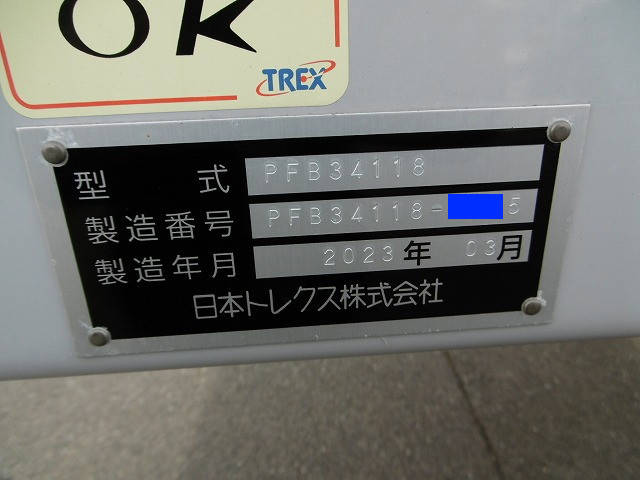 OK
TREX
型式 PFB34118
製造番号 PFB34118- 5
製造年月 2023年 03月
日本トレクス株式会社